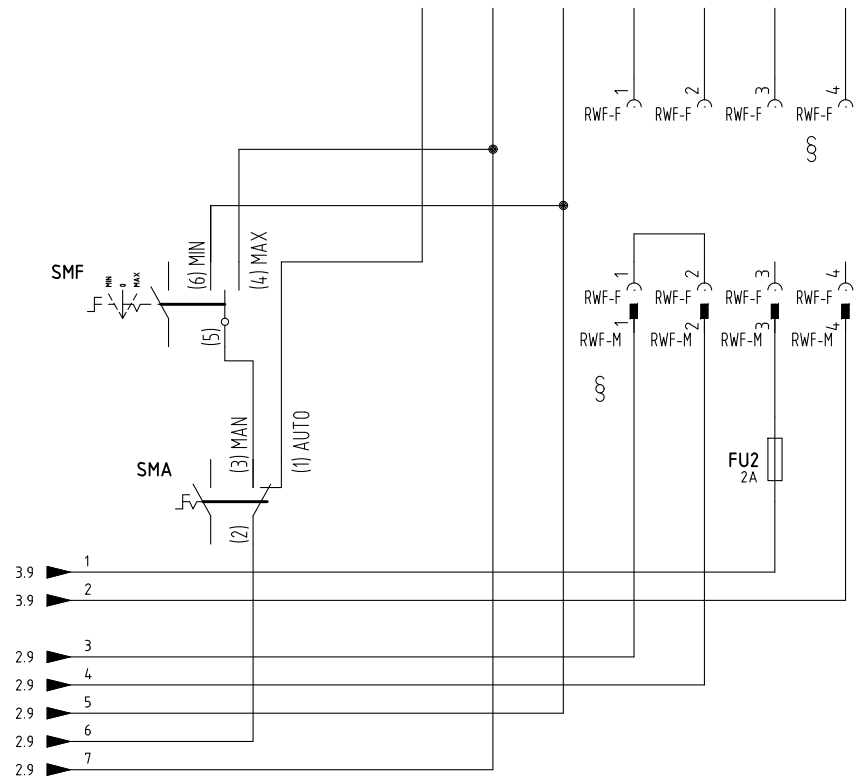 1 2 3 4
RWF-F RWF-F RWF-F RWF-F
§
SMF
MIN 0 MAX
(6) MIN
(4) MAX
(5)
1 2 3 4
RWF-F RWF-F RWF-F RWF-F
1 2 3 4
RWF-M RWF-M RWF-M RWF-M
§
SMA
(3) MAN
(1) AUTO
(2)
FU2
2A
3.9 1
3.9 2
2.9 3
2.9 4
2.9 5
2.9 6
2.9 7